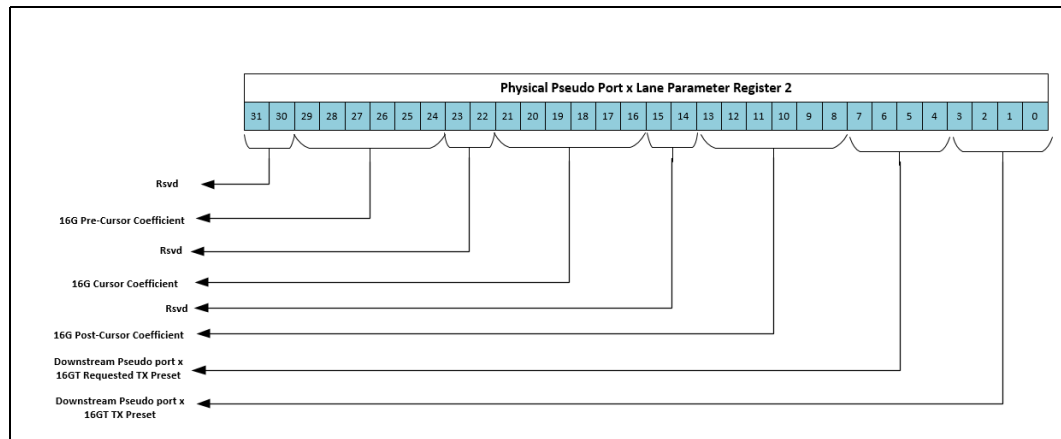 Physical Pseudo Port x Lane Parameter Register 2
31 30 29 28 27 26 25 24 23 22 21 20 19 18 17 16 15 14 13 12 11 10 9 8 7 6 5 4 3 2 1 0
Rsvd
16G Pre-Cursor Coefficient
Rsvd
16G Cursor Coefficient
Rsvd
16G Post-Cursor Coefficient
Downstream Pseudo port x
16GT Requested TX Preset
Downstream Pseudo port x
16GT TX Preset